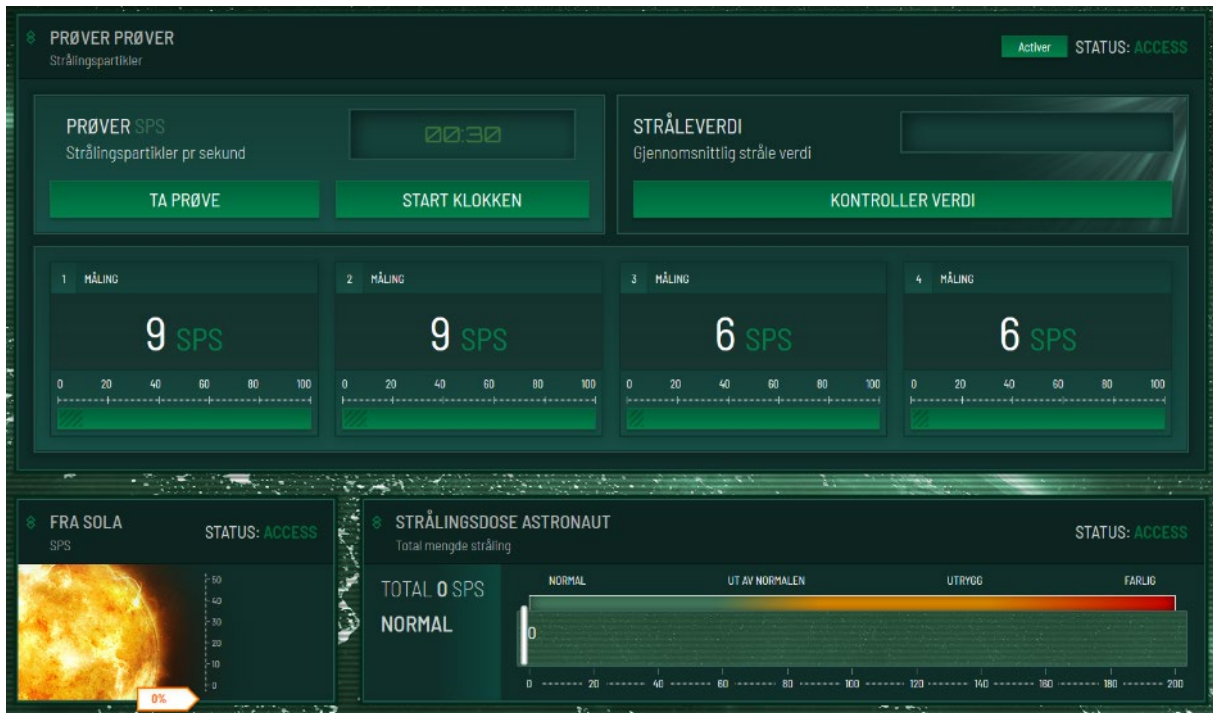 PRØVER PRØVER
Strålingspartikler
Activer STATUS: ACCESS
PRØVER SPS
Strålingspartikler pr sekund
00:30
TA PRØVE START KLOKKEN
STRÅLEVERDI
Gjennomsnittlig stråle verdi
KONTROLLER VERDI
1 MÅLING
9 SPS
0 20 40 60 80 100
2 MÅLING
9 SPS
0 20 40 60 80 100
3 MÅLING
6 SPS
0 20 40 60 80 100
4 MÅLING
6 SPS
0 20 40 60 80 100
FRA SOLA
SPS
STATUS: ACCESS
50
40
30
20
10
0
0%
STRÅLINGSDOSE ASTRONAUT
Total mengde stråling
STATUS: ACCESS
TOTAL 0 SPS
NORMAL
NORMAL UT AV NORMALEN UTRYGG FARLIG
0
0 20 40 60 80 100 120 140 160 180 200